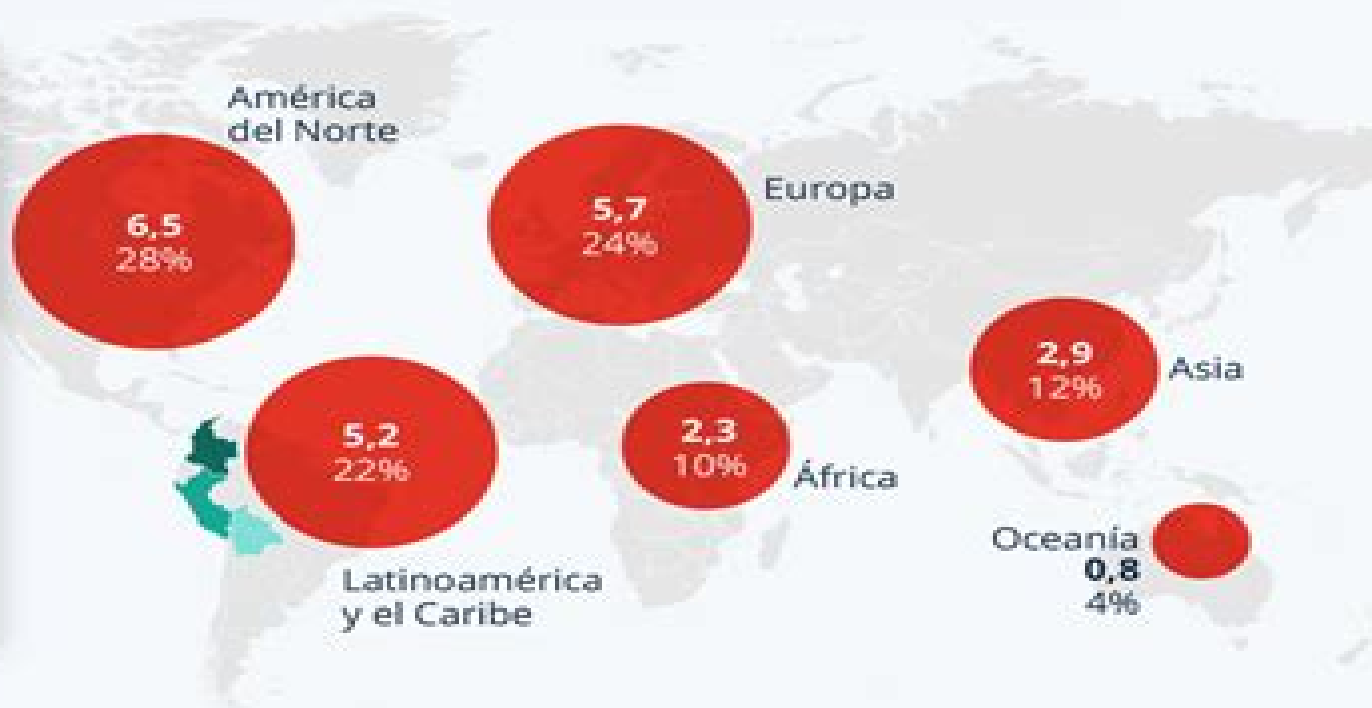 América
del Norte
6,5
28%
Europa
5,7
24%
Asia
2,9
12%
Latinoamérica
y el Caribe
5,2
22%
África
2,3
10%
Oceanía
0,8
4%